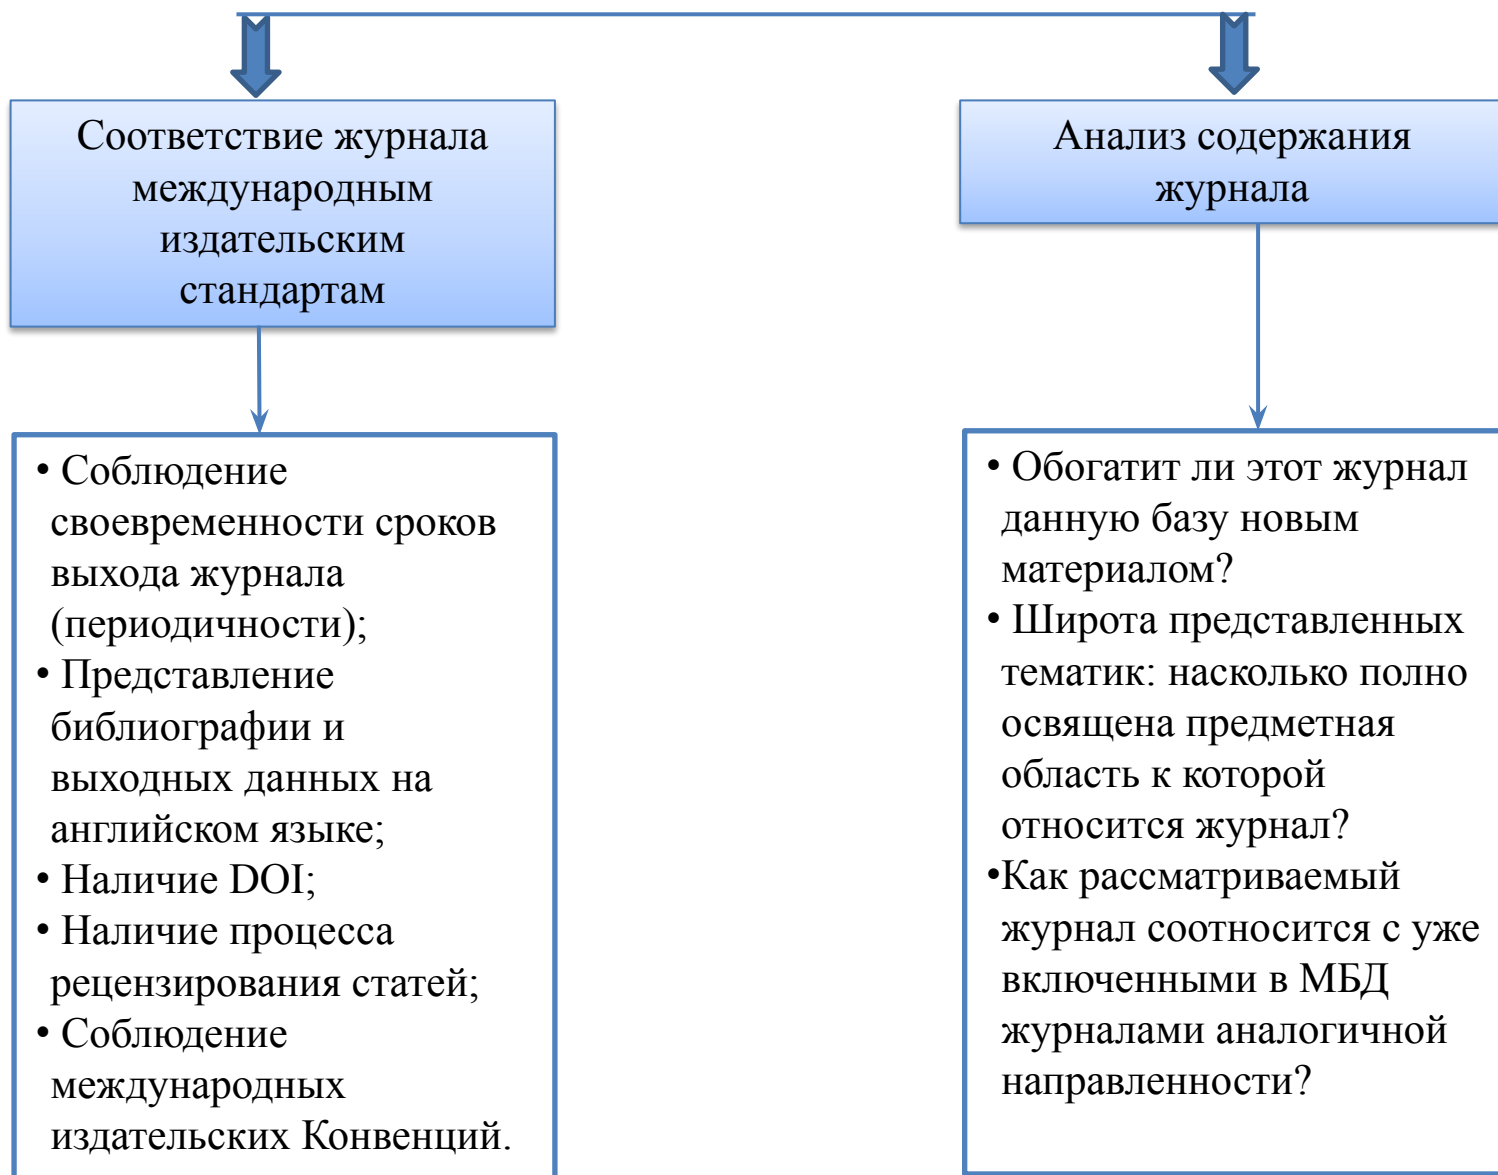 Соответствие журнала
международным
издательским
стандартам
• Соблюдение
своевременности сроков
выхода журнала
(периодичности);
• Представление
библиографии и
выходных данных на
английском языке;
• Наличие DOI;
• Наличие процесса
рецензирования статей;
• Соблюдение
международных
издательских Конвенций.
Анализ содержания
журнала
• Обогатит ли этот журнал
данную базу новым
материалом?
• Широта представленных
тематик: насколько полно
освящена предметная
область к которой
относится журнал?
•Как рассматриваемый
журнал соотносится с уже
включенными в МБД
журналами аналогичной
направленности?